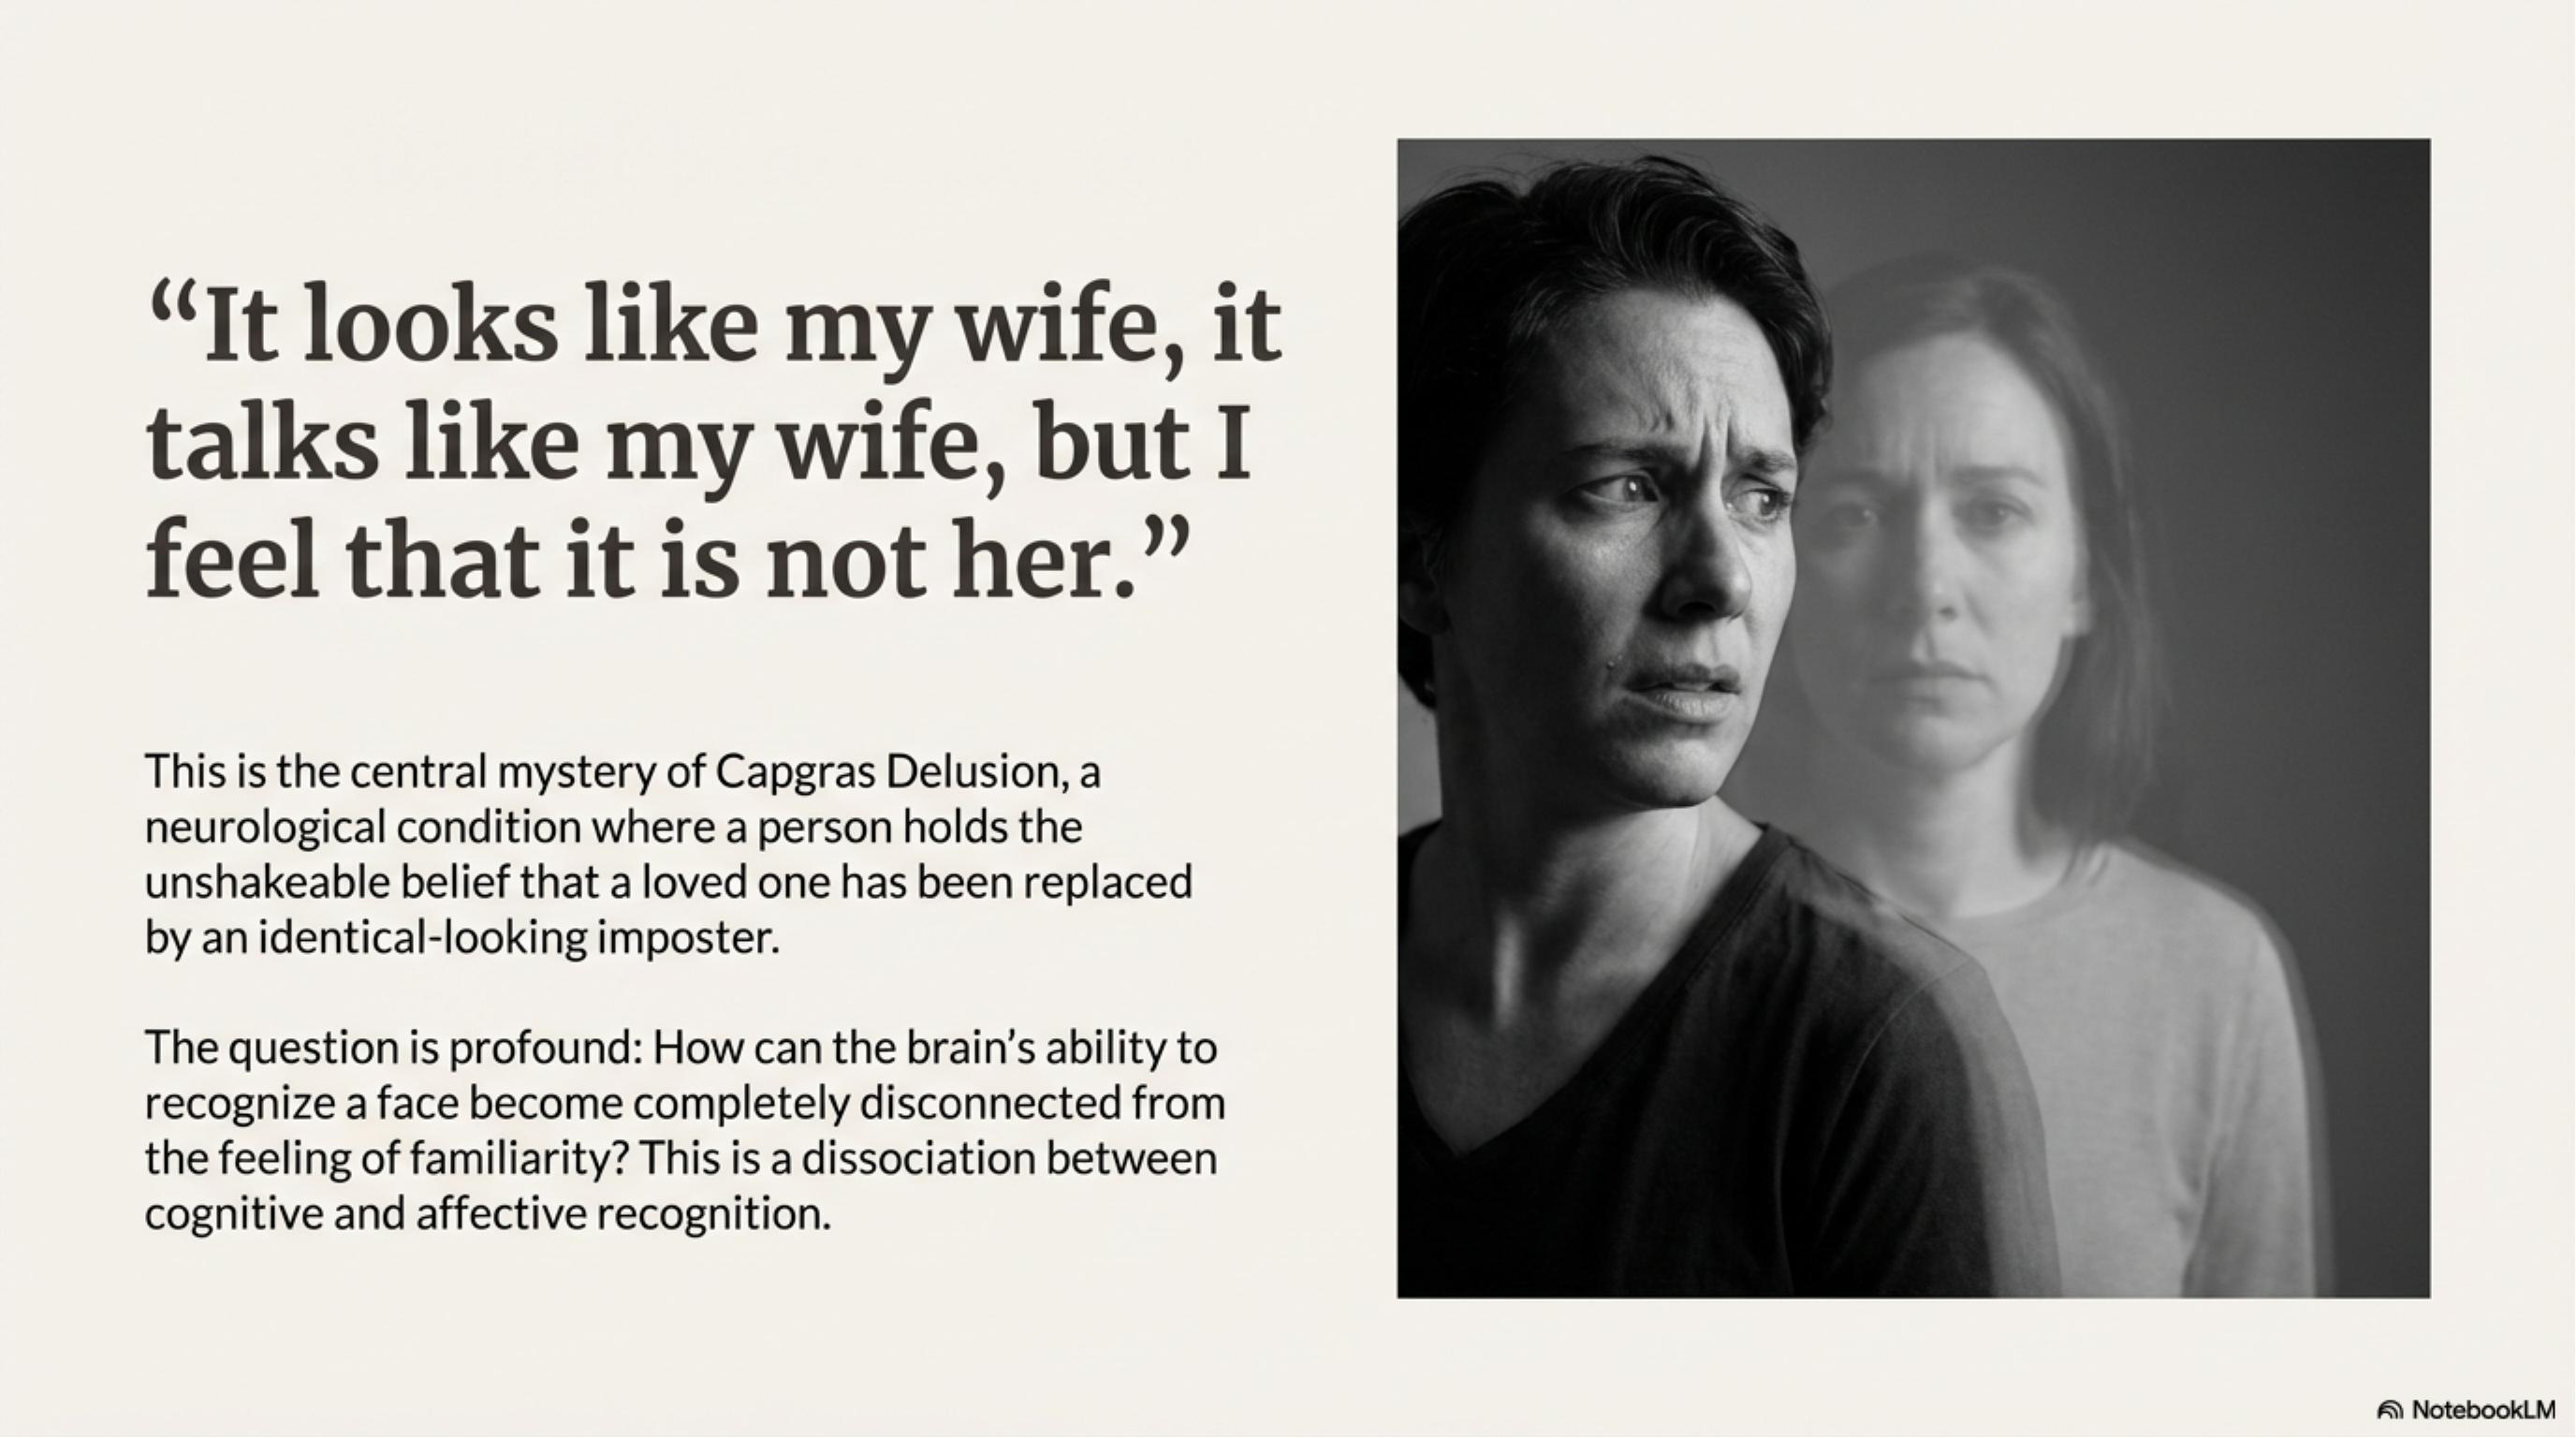 “It looks like my wife, it
talks like my wife, but I
feel that it is not her.”
This is the central mystery of Capgras Delusion, a
neurological condition where a person holds the
unshakeable belief that a loved one has been replaced
by an identical-looking imposter.
The question is profound: How can the brain’s ability to
recognize a face become completely disconnected from
the feeling of familiarity? This is a dissociation between
cognitive and affective recognition.
NotebookLM